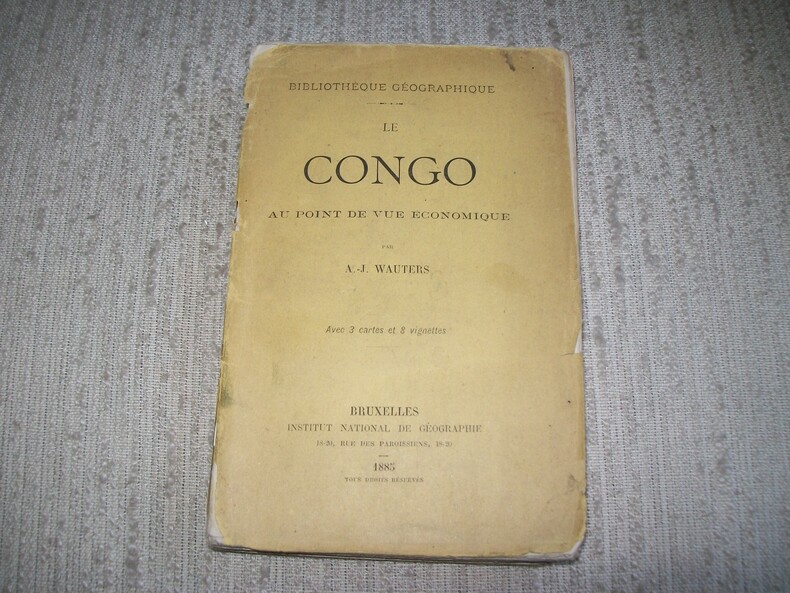 BIBLIOTHÈQUE GÉOGRAPHIQUE
LE
CONGO
AU POINT DE VUE ECONOMIQUE
PAR
A.-J. WAUTERS
Avec 3 cartes et 8 vignettes
BRUXELLES
INSTITUT NATIONAL DE GÉOGRAPHIE
18-20, RUE DES PAROISSIENS, 18-20
1885
TOUS DROITS RÉSERVÉS